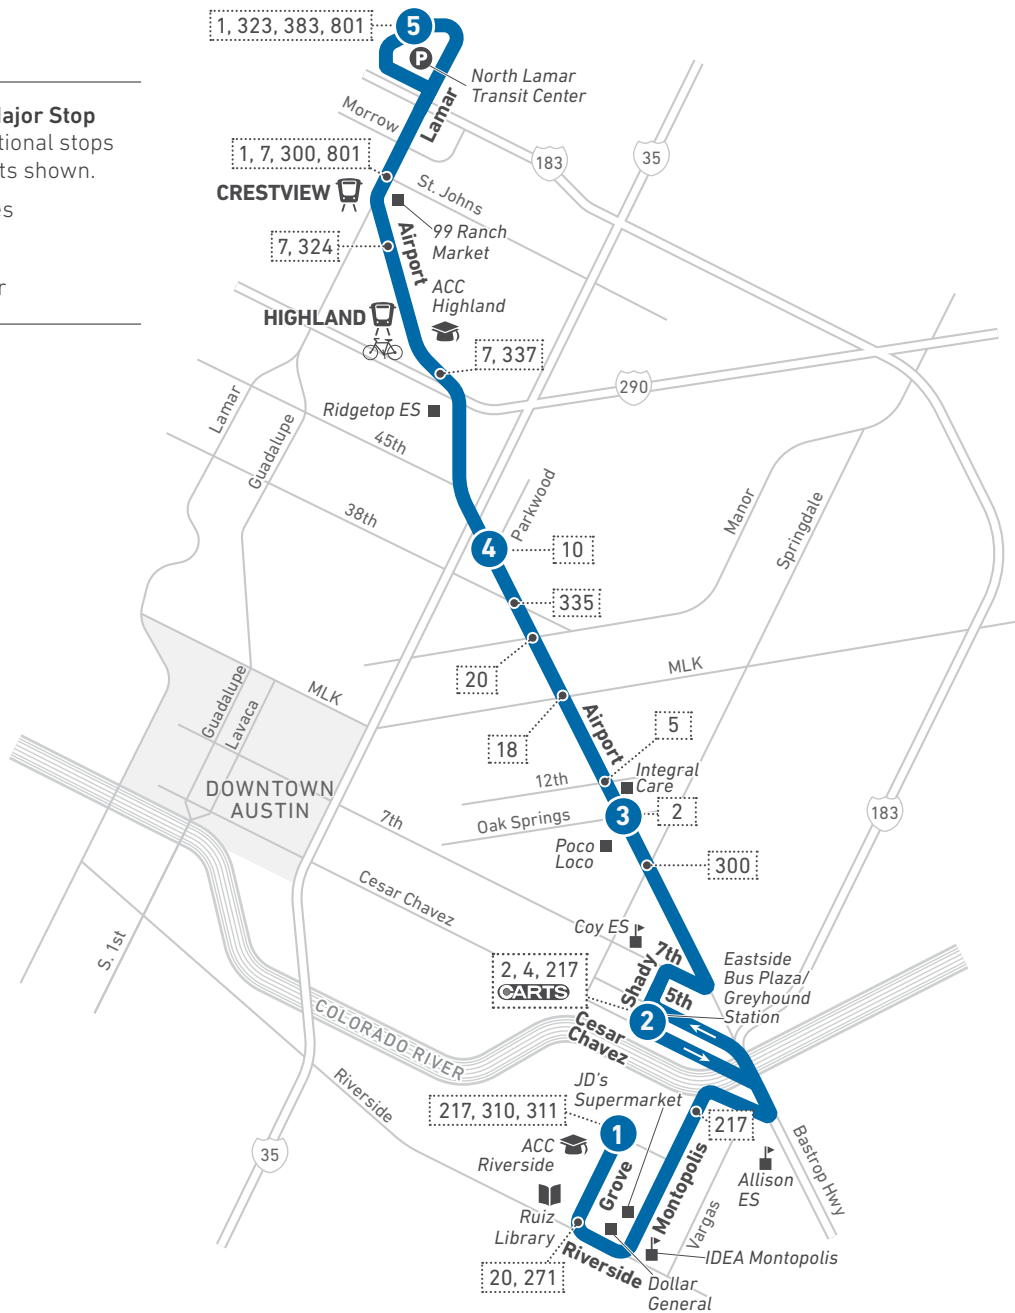 1, 323, 383, 801
5
P
North Lamar
Transit Center
Major Stop
tional stops
ts shown.
es
r
Lamar
Morrow
1, 7, 300, 801
183
35
CRESTVIEW
St. Johns
99 Ranch
Market
7, 324
Airport
ACC
Highland
HIGHLAND
7, 337
290
Ridgetop ES
Lamar
Guadalupe
45th
38th
Parkwood
Manor
Springdale
4
10
335
20
MLK
MLK
Guadalupe
Lavaca
18
Airport
5
12th
Integral
Care
DOWNTOWN
AUSTIN
Oak Springs
3
2
183
7th
Poco
Loco
300
Cesar Chavez
Coy ES
S. 1st
7th
Shady
5th
Eastside
Bus Plaza/
Greyhound
Station
2, 4, 217
CARTS
2
Cesar
Chavez
COLORADO RIVER
JD's
Supermarket
Riverside
217, 310, 311
1
217
ACC
Riverside
35
Grove
Montopolis
Allison
ES
Bastrop Hwy
Ruiz
Library
Vargas
IDEA Montopolis
Riverside
20, 271
Dollar
General